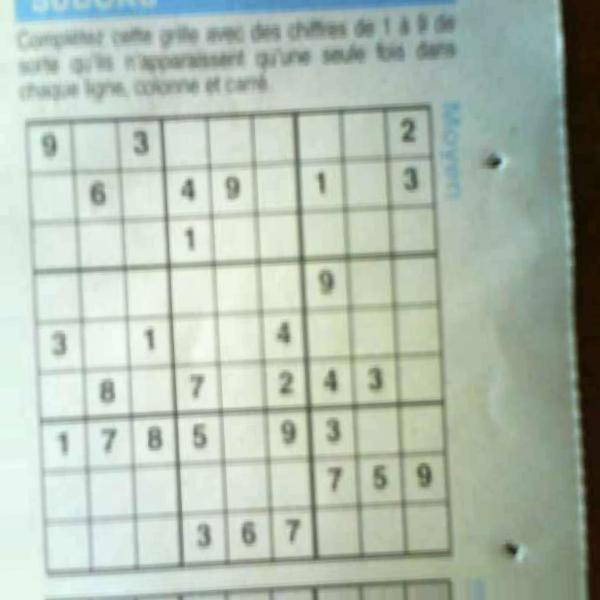 SUDOKU
Complétez cette grille avec des chiffres de 1 à 9 de
sorte qu'ils n'apparaissent qu'une seule fois dans
chaque ligne, colonne et carré.
Moyen
9 3 2
6 4 9 1 3
1
9
3 1 4
8 7 2 4 3
1 7 8 5 9 3
7 5 9
3 6 7